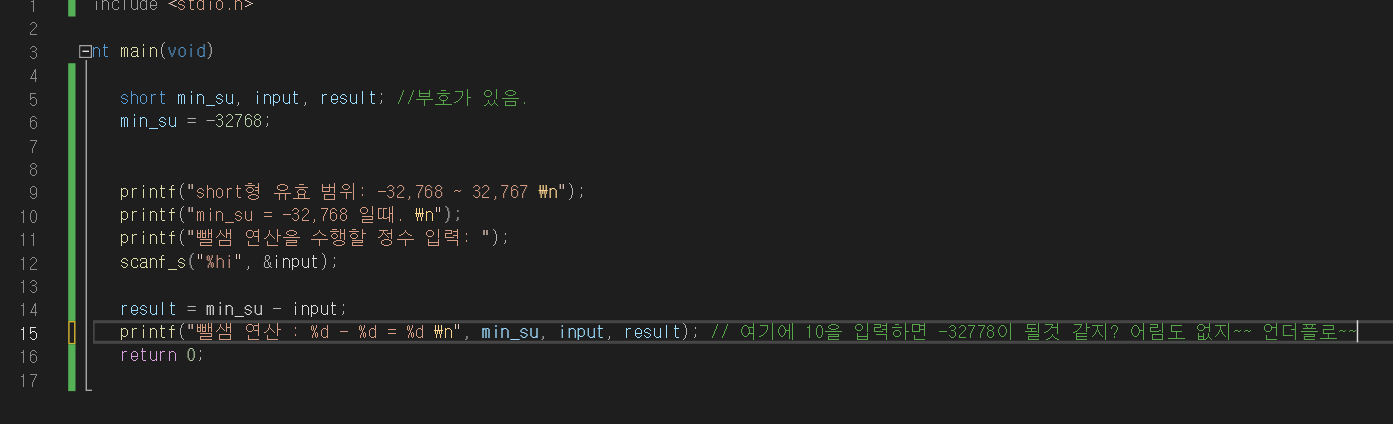 1 include <stdio.h>
2
3 nt main(void)
4
5 short min_su, input, result; //부호가 있음.
6 min_su = -32768;
7
8
9 printf("short형 유효 범위: -32,768 ~ 32,767 ₩n");
10 printf("min_su = -32,768 일때. ₩n");
11 printf("뺄샘 연산을 수행할 정수 입력: ");
12 scanf_s("%hi", &input);
13
14 result = min_su - input;
15 printf("뺄샘 연산 : %d - %d = %d ₩n", min_su, input, result); // 여기에 10을 입력하면 -32778이 될것 같지? 어림도 없지~~ 언더플로~~
16 return 0;
17